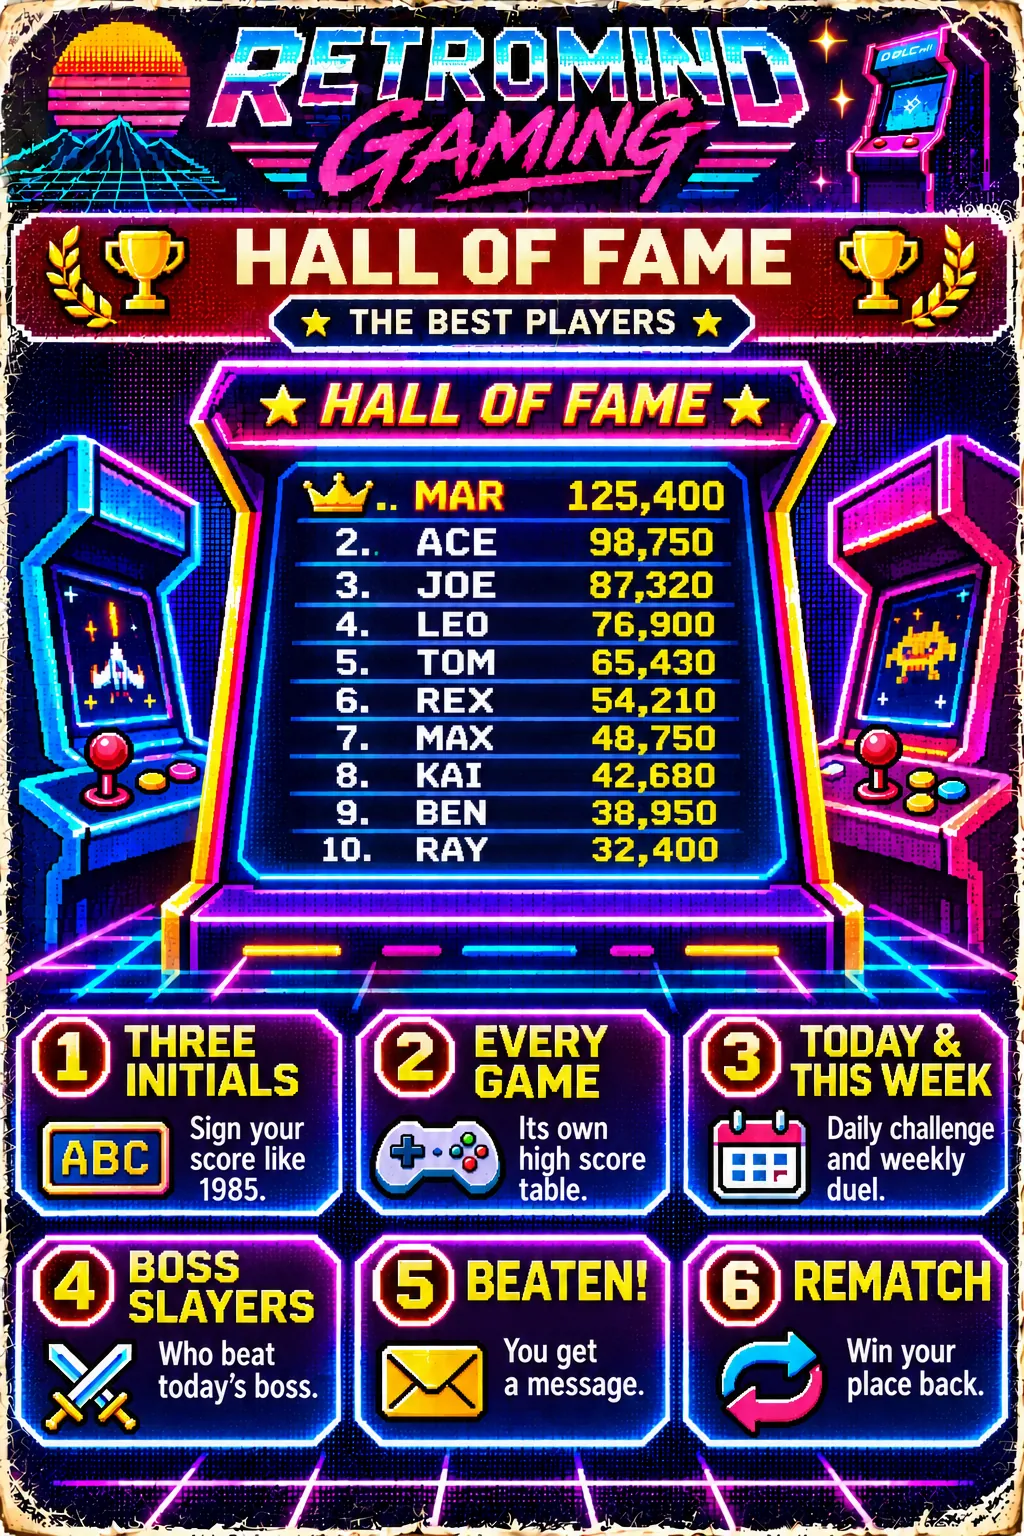 RETROMIND
GAMING
HALL OF FAME
THE BEST PLAYERS
HALL OF FAME
.. MAR 125,400
2. ACE 98,750
3. JOE 87,320
4. LEO 76,900
5. TOM 65,430
6. REX 54,210
7. MAX 48,750
8. KAI 42,680
9. BEN 38,950
10. RAY 32,400
1 THREE
INITIALS
ABC
Sign your
score like
1985.
2 EVERY
GAME
Its own
high score
table.
3 TODAY &
THIS WEEK
Daily challenge
and weekly
duel.
4 BOSS
SLAYERS
Who beat
today's boss.
5 BEATEN!
You get
a message.
6 REMATCH
Win your
place back.